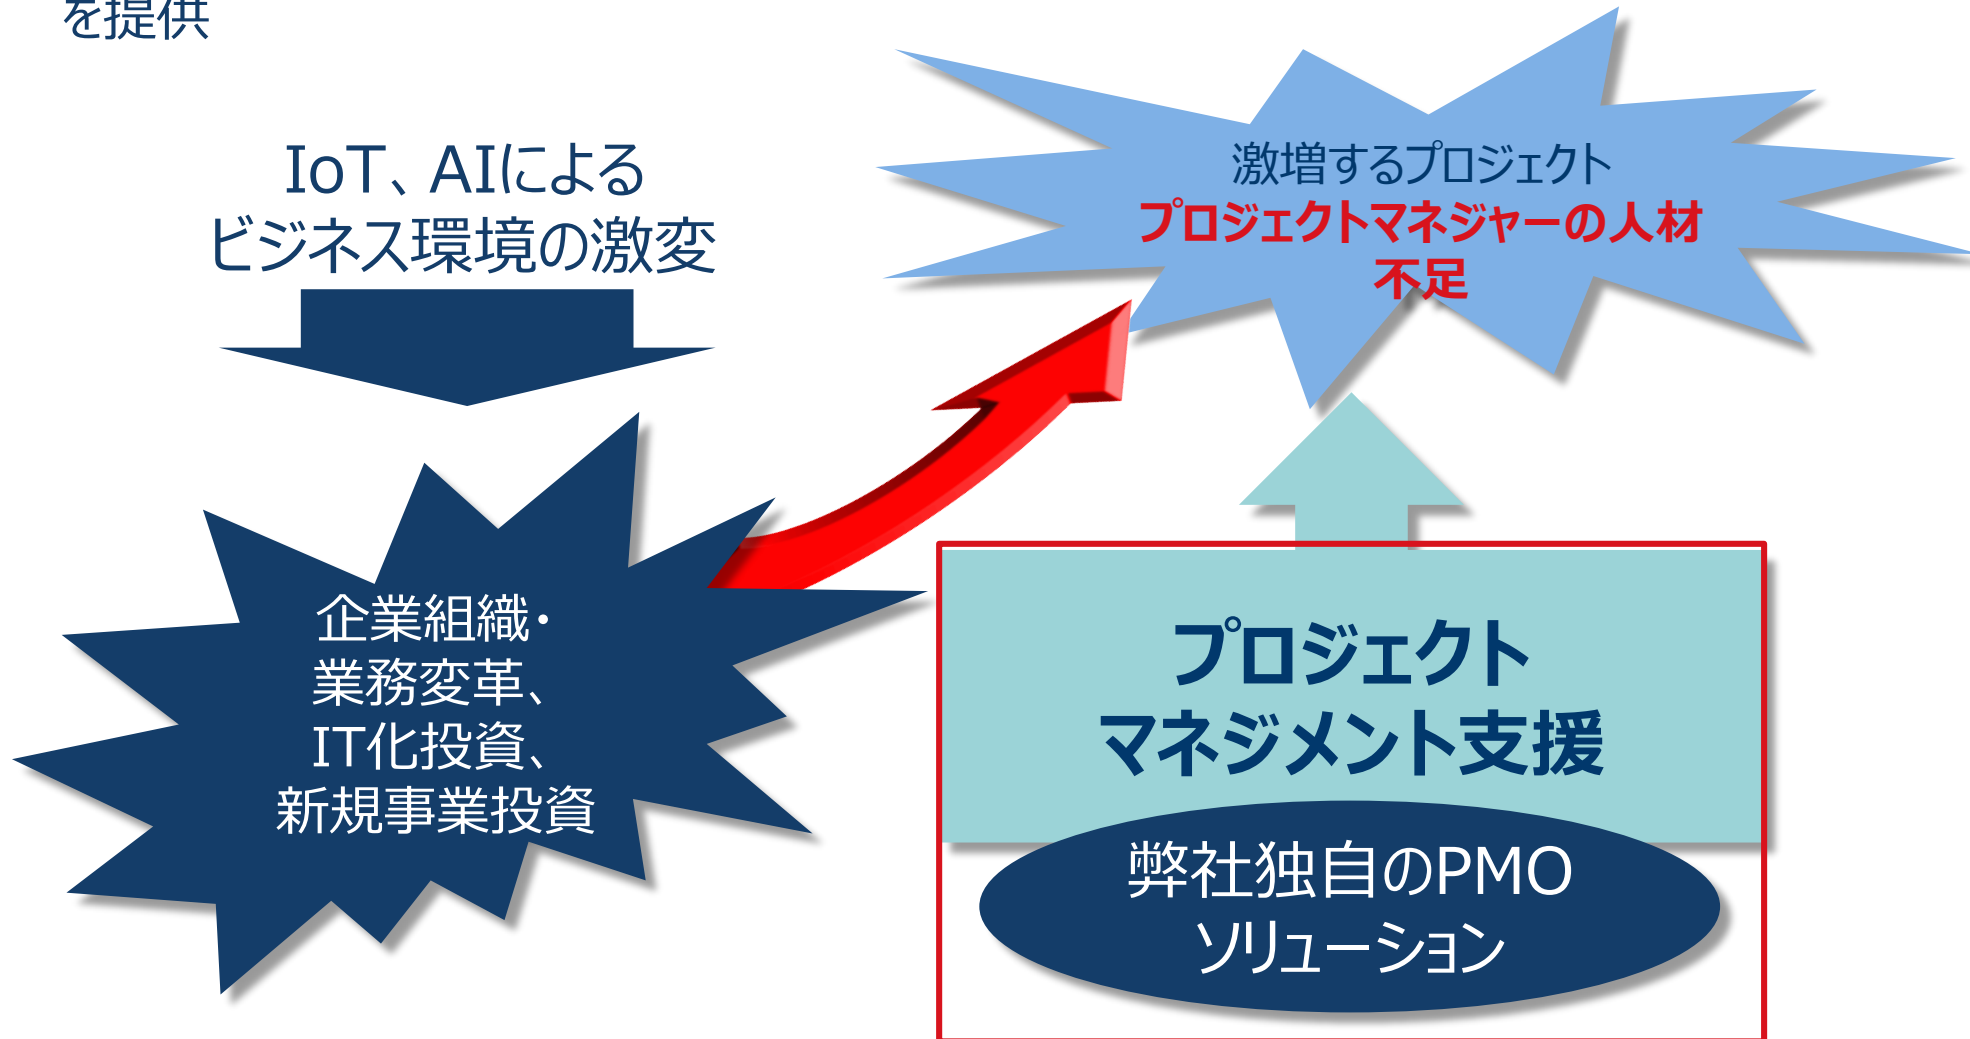 を提供
IoT、AIによる
ビジネス環境の激変
激増するプロジェクト
プロジェクトマネジャーの人材
不足
企業組織・
業務変革、
IT化投資、
新規事業投資
プロジェクト
マネジメント支援
弊社独自のPMO
ソリューション